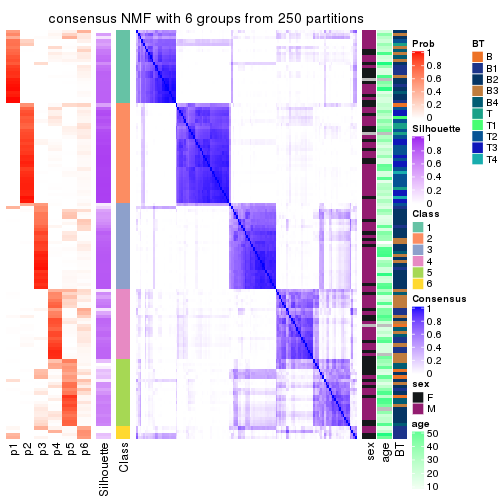 consensus NMF with 6 groups from 250 partitions
p1
p2
p3
p4
p5
p6
Silhouette
Class
sex
age
BT
Prob
1
0.8
0.6
0.4
0.2
0
Silhouette
1
0.8
0.6
0.4
0.2
0
Class
1
2
3
4
5
6
Consensus
1
0.8
0.6
0.4
0.2
0
sex
F
M
age
50
40
30
20
10
BT
B
B1
B2
B3
B4
T
T1
T2
T3
T4